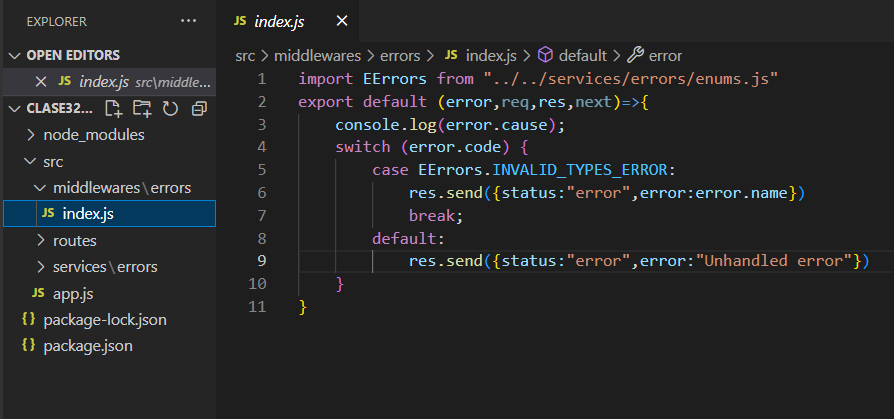 EXPLORER ···
OPEN EDITORS
JS index.js src\middle...
CLASE32...
node_modules
src
middlewares\errors
JS index.js
routes
services\errors
JS app.js
{} package-lock.json
{} package.json
JS index.js
src > middlewares > errors > JS index.js > default > error
1 import EErrors from "../../services/errors/enums.js"
2 export default (error,req,res,next)=>{
3 console.log(error.cause);
4 switch (error.code) {
5 case EErrors.INVALID_TYPES_ERROR:
6 res.send({status:"error",error:error.name})
7 break;
8 default:
9 res.send({status:"error",error:"Unhandled error"})
10 }
11 }